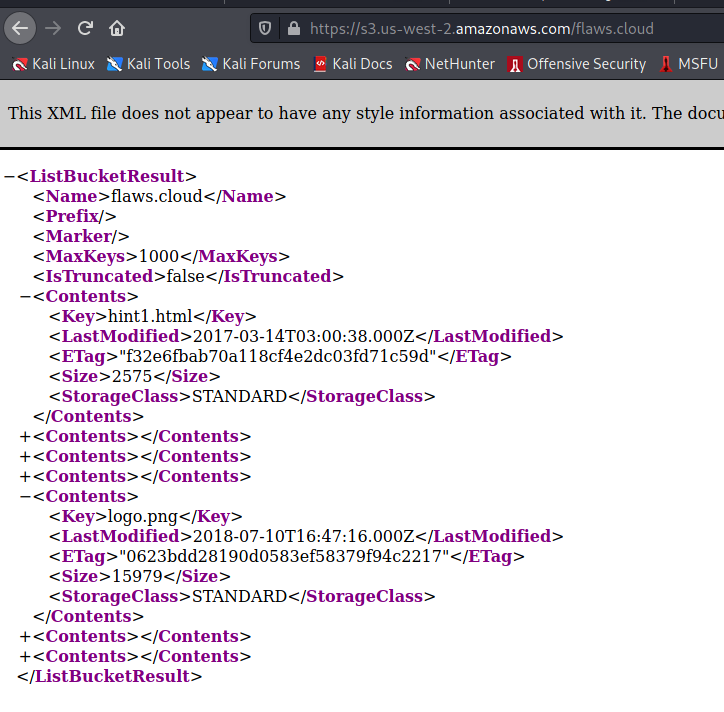 https://s3.us-west-2.amazonaws.com/flaws.cloud
Kali Linux Kali Tools Kali Forums Kali Docs NetHunter Offensive Security MSFU
This XML file does not appear to have any style information associated with it. The docu
−<ListBucketResult>
<Name>flaws.cloud</Name>
<Prefix/>
<Marker/>
<MaxKeys>1000</MaxKeys>
<IsTruncated>false</IsTruncated>
−<Contents>
<Key>hint1.html</Key>
<LastModified>2017-03-14T03:00:38.000Z</LastModified>
<ETag>"f32e6fbab70a118cf4e2dc03fd71c59d"</ETag>
<Size>2575</Size>
<StorageClass>STANDARD</StorageClass>
</Contents>
+<Contents></Contents>
+<Contents></Contents>
+<Contents></Contents>
−<Contents>
<Key>logo.png</Key>
<LastModified>2018-07-10T16:47:16.000Z</LastModified>
<ETag>"0623bdd28190d0583ef58379f94c2217"</ETag>
<Size>15979</Size>
<StorageClass>STANDARD</StorageClass>
</Contents>
+<Contents></Contents>
+<Contents></Contents>
</ListBucketResult>